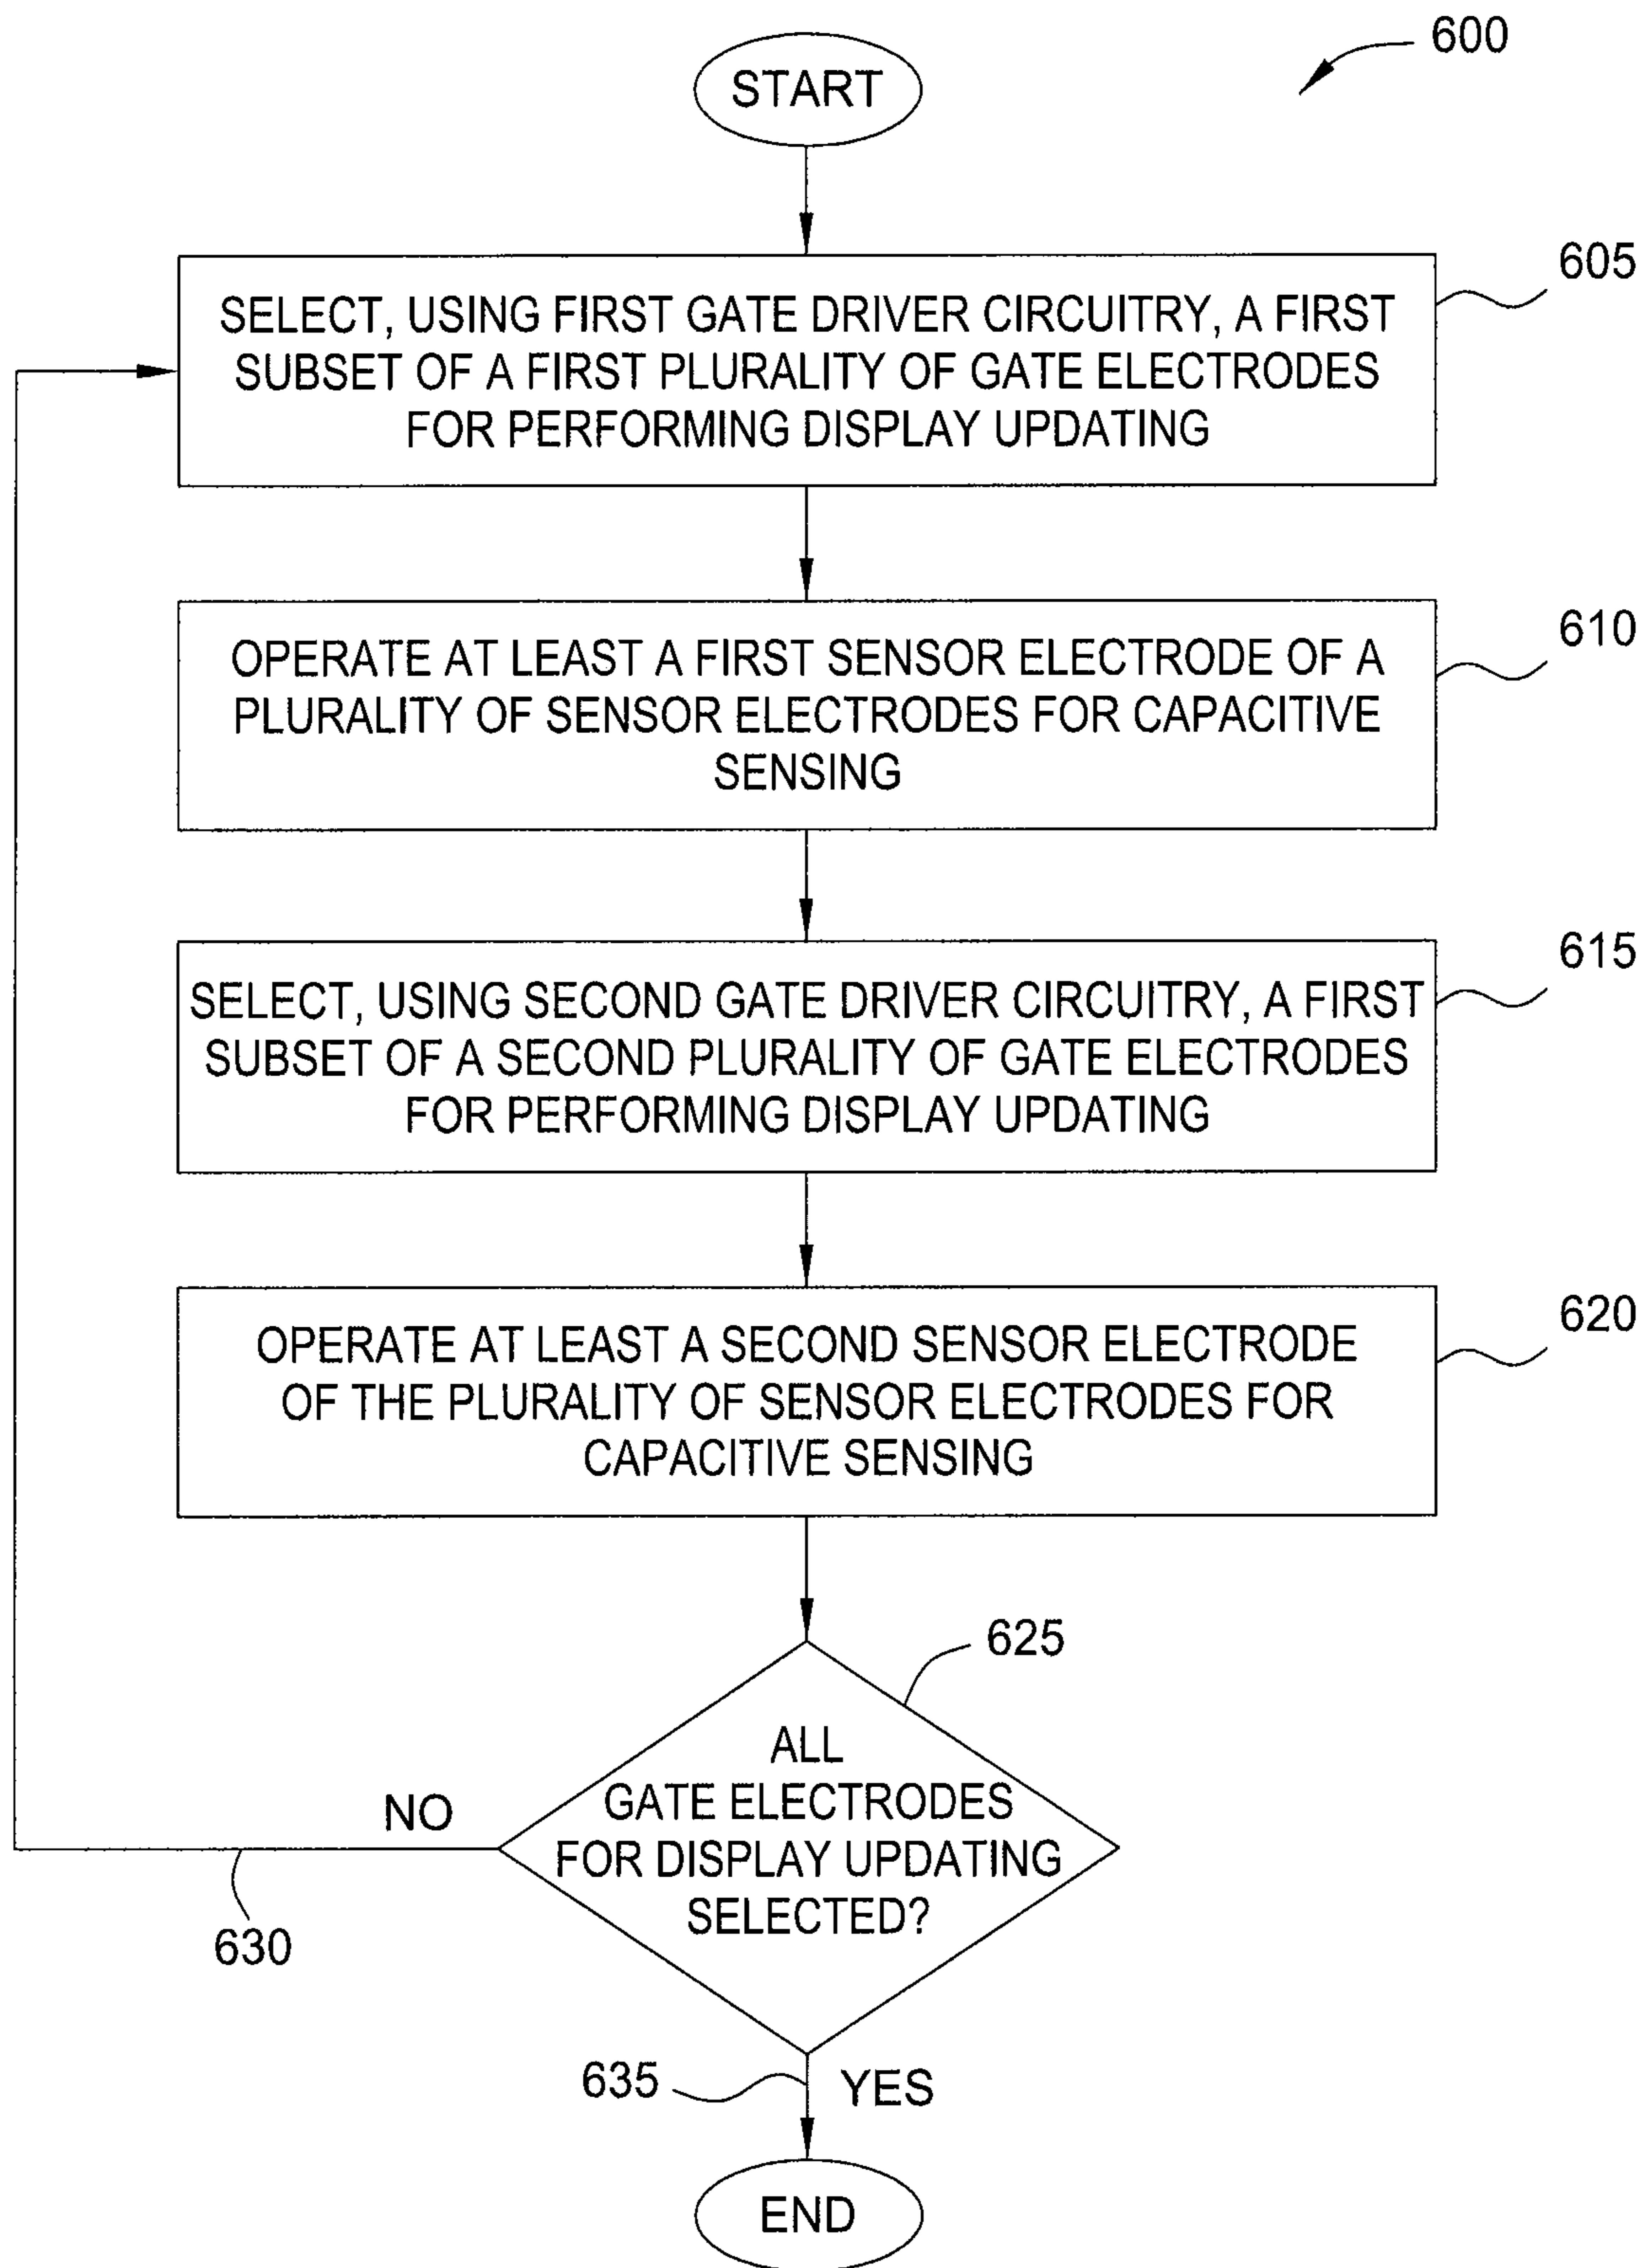 600
START
605
SELECT, USING FIRST GATE DRIVER CIRCUITRY, A FIRST
SUBSET OF A FIRST PLURALITY OF GATE ELECTRODES
FOR PERFORMING DISPLAY UPDATING
610
OPERATE AT LEAST A FIRST SENSOR ELECTRODE OF A
PLURALITY OF SENSOR ELECTRODES FOR CAPACITIVE
SENSING
615
SELECT, USING SECOND GATE DRIVER CIRCUITRY, A FIRST
SUBSET OF A SECOND PLURALITY OF GATE ELECTRODES
FOR PERFORMING DISPLAY UPDATING
620
OPERATE AT LEAST A SECOND SENSOR ELECTRODE
OF THE PLURALITY OF SENSOR ELECTRODES FOR
CAPACITIVE SENSING
625
ALL
GATE ELECTRODES
FOR DISPLAY UPDATING
SELECTED?
NO
630
635
YES
END